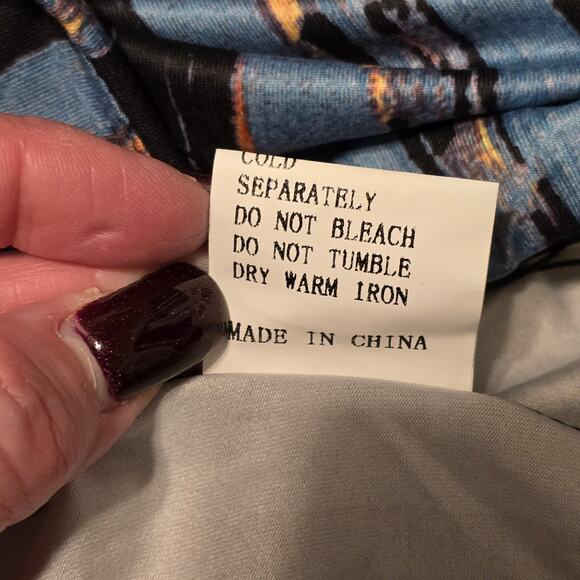 COLD
SEPARATELY
DO NOT BLEACH
DO NOT TUMBLE
DRY WARM IRON
MADE IN CHINA